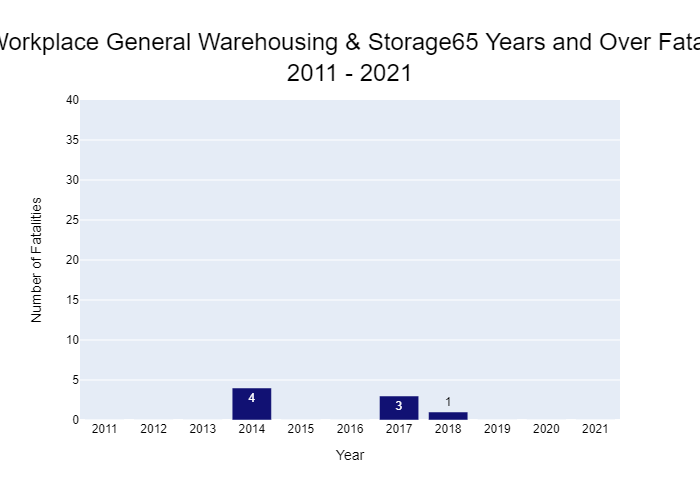 Workplace General Warehousing & Storage65 Years and Over
2011 - 2021
40
35
30
25
20
15
10
5
0
Number of Fatalities
4
3
1
2011 2012 2013 2014 2015 2016 2017 2018 2019 2020 2021
Year